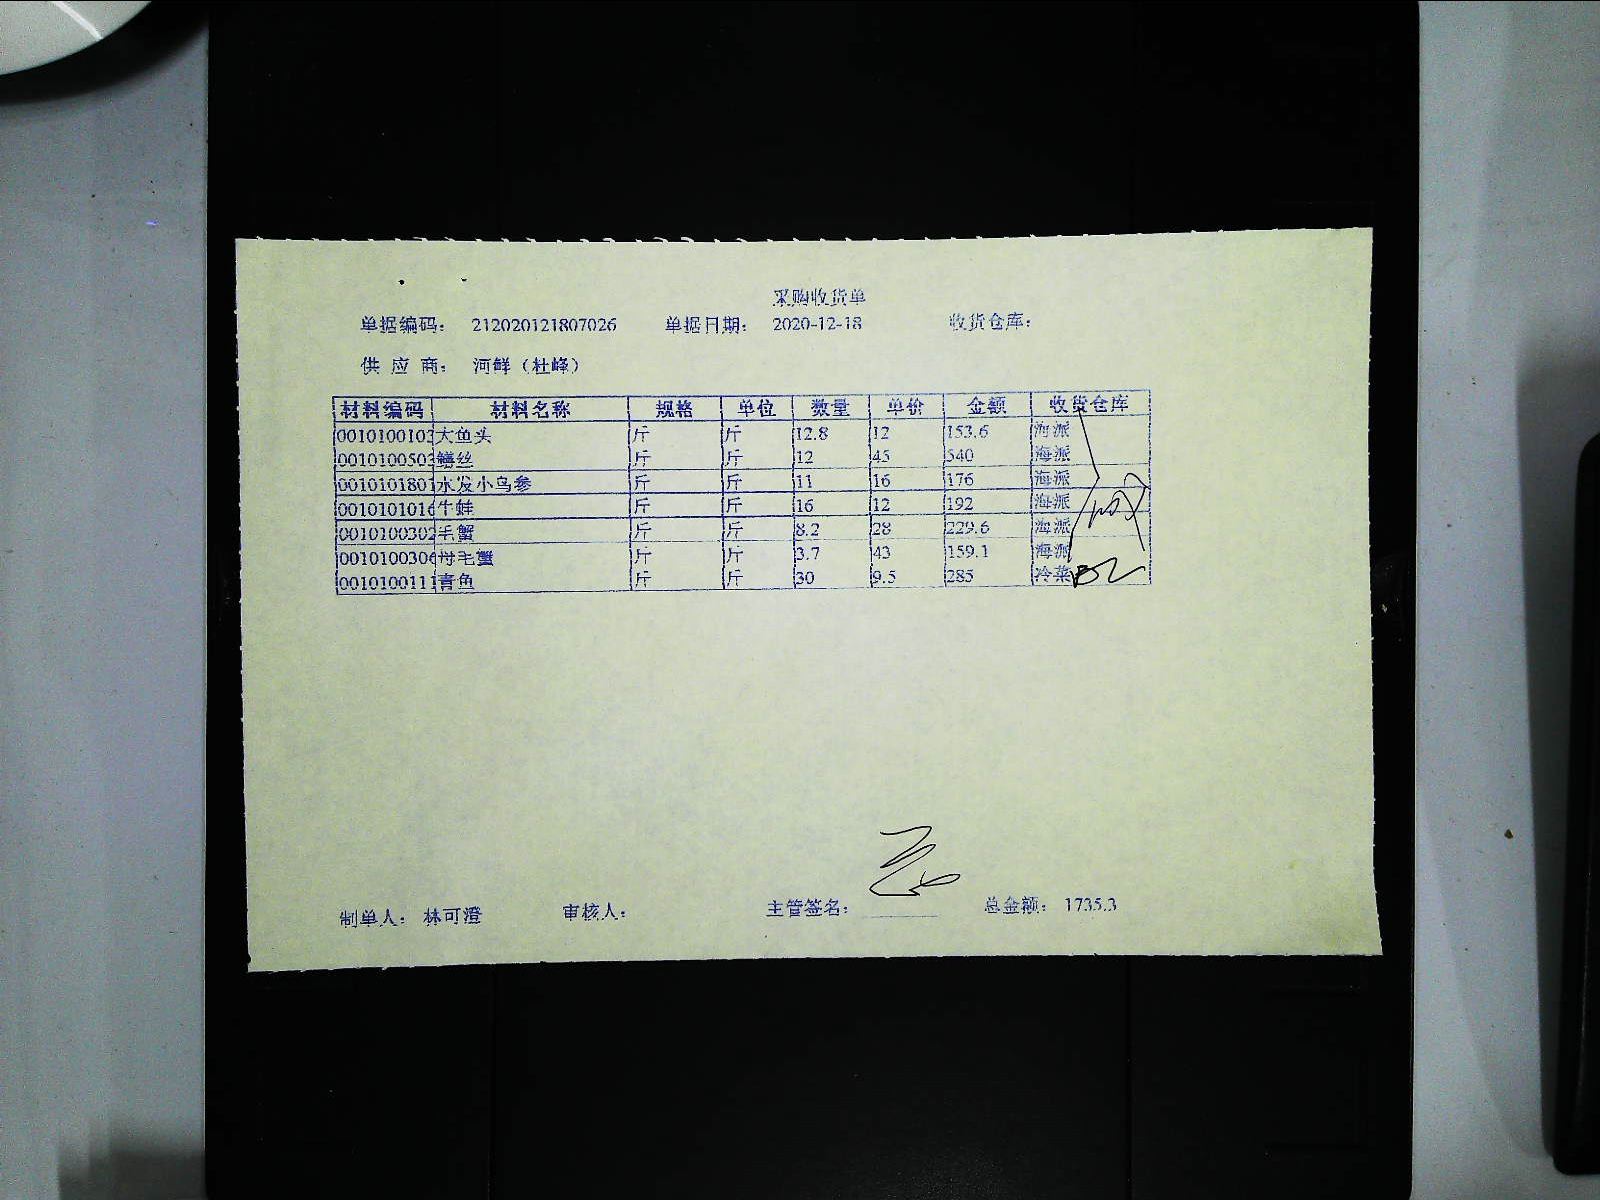 采购收货单
单据编码： 212020121807026 单据日期： 2020-12-18 收货仓库：
供 应 商： 河鲜（杜峰）
材料编码 材料名称 规格 单位 数量 单价 金额 收货仓库
0010100103 大鱼头 斤 斤 12.8 12 153.6 海派
0010100503 鳝丝 斤 斤 12 45 540 海派
0010101801 水发小乌参 斤 斤 11 16 176 海派
0010101016 牛蛙 斤 斤 16 12 192 海派
0010100302 毛蟹 斤 斤 8.2 28 229.6 海派
0010100306 母毛蟹 斤 斤 3.7 43 159.1 海派
0010100111 青鱼 斤 斤 30 9.5 285 冷菜
制单人： 林可澄 审核人： 主管签名： 总金额： 1735.3